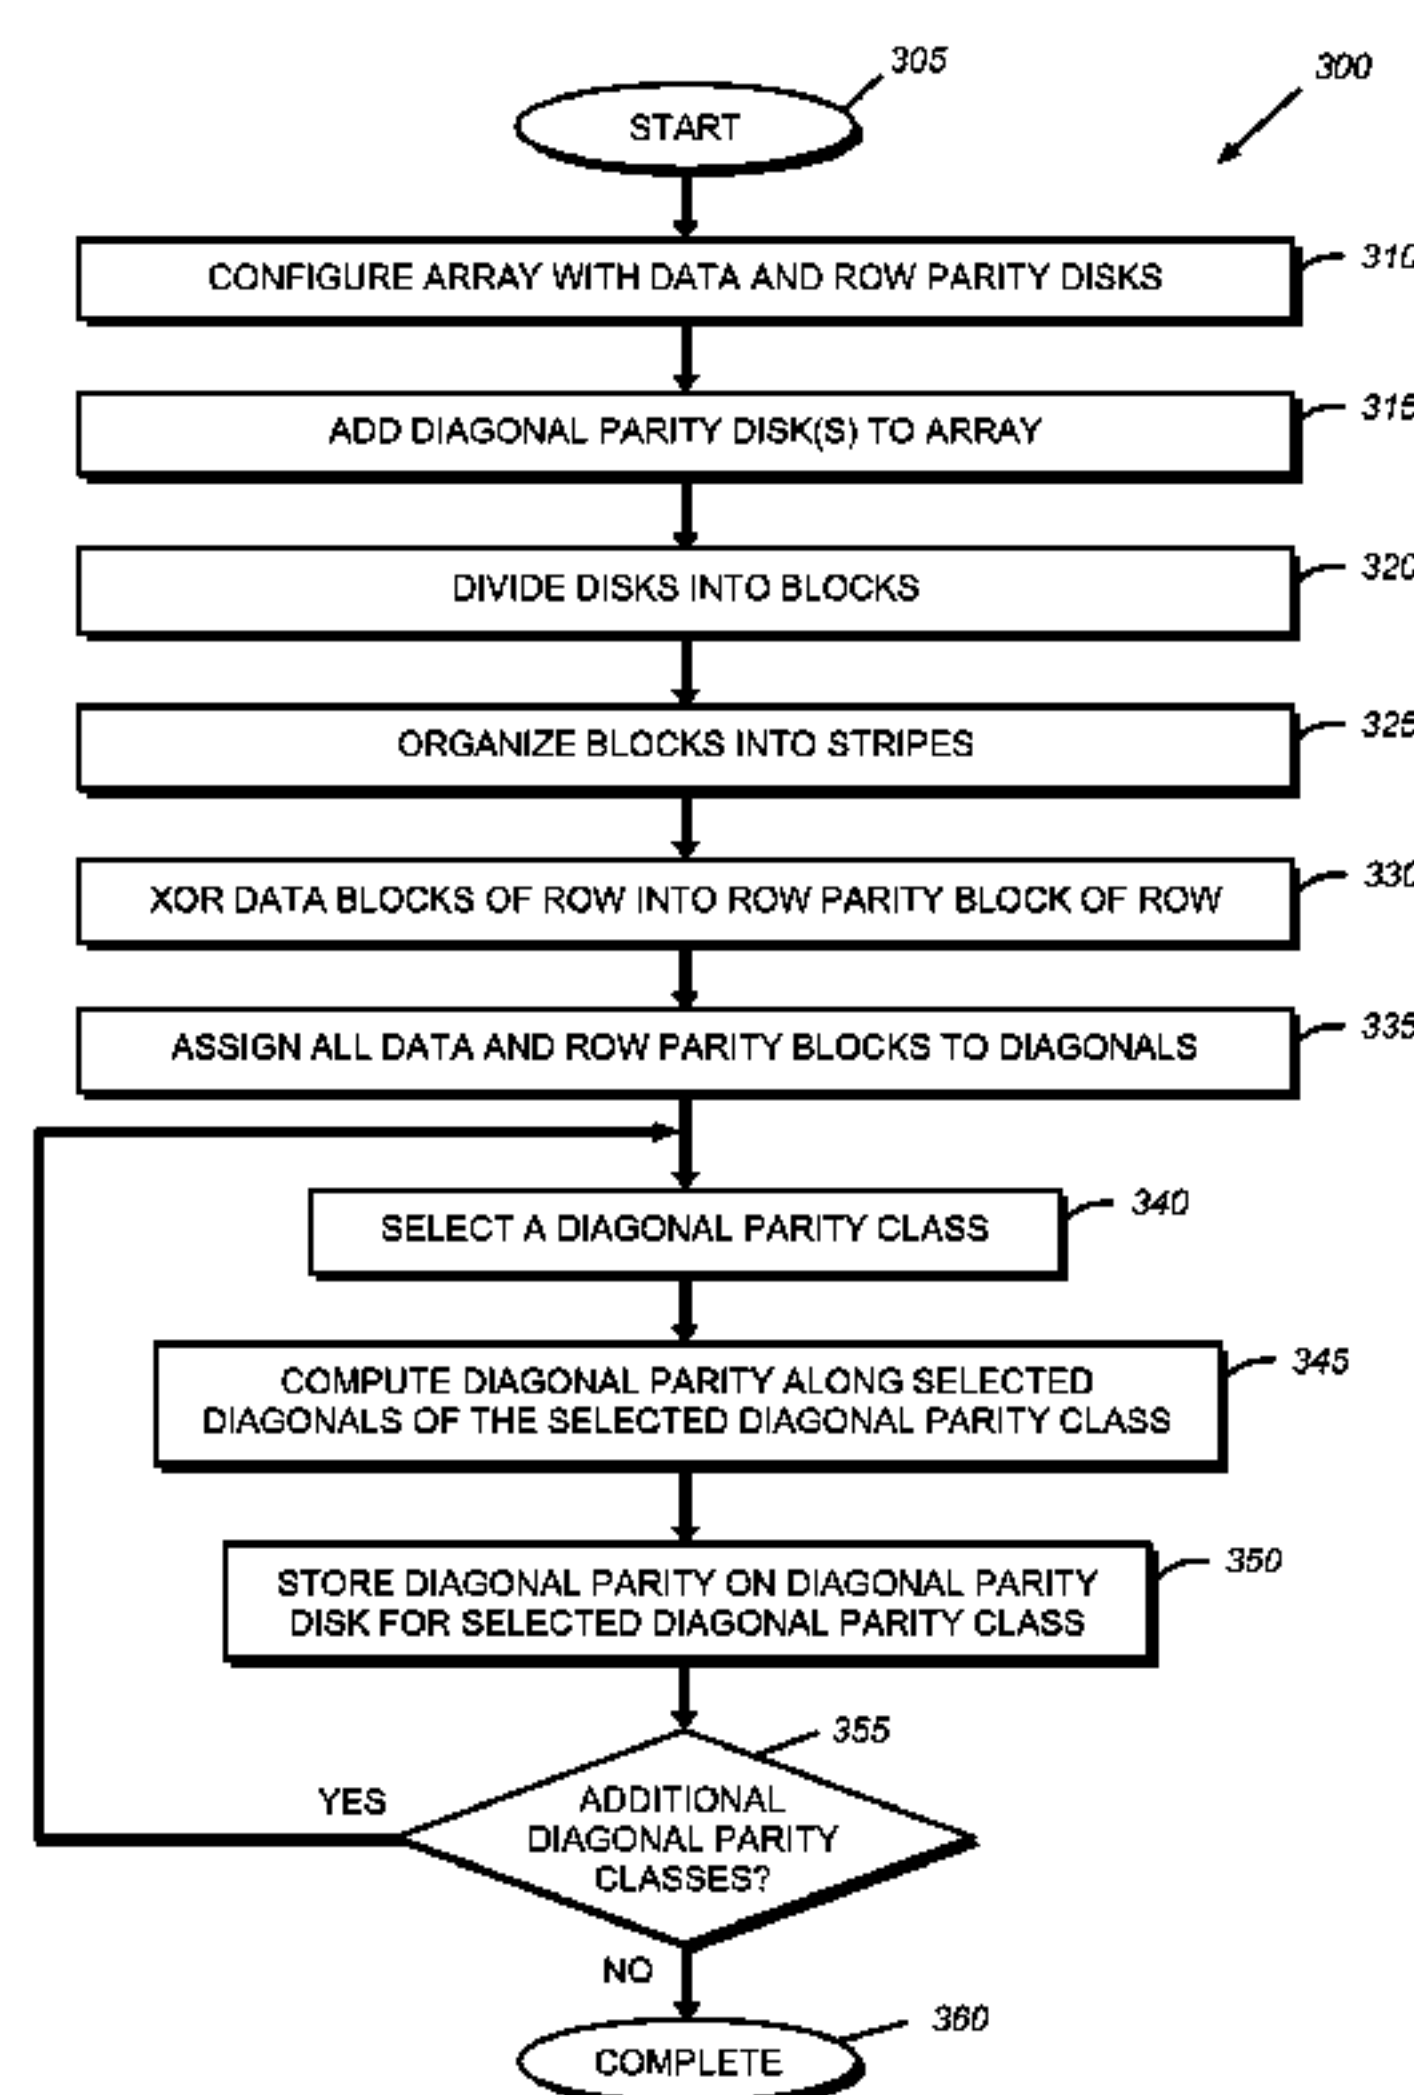 305
300
START
CONFIGURE ARRAY WITH DATA AND ROW PARITY DISKS
310
ADD DIAGONAL PARITY DISK(S) TO ARRAY
315
DIVIDE DISKS INTO BLOCKS
320
ORGANIZE BLOCKS INTO STRIPES
325
XOR DATA BLOCKS OF ROW INTO ROW PARITY BLOCK OF ROW
330
ASSIGN ALL DATA AND ROW PARITY BLOCKS TO DIAGONALS
335
SELECT A DIAGONAL PARITY CLASS
340
COMPUTE DIAGONAL PARITY ALONG SELECTED
DIAGONALS OF THE SELECTED DIAGONAL PARITY CLASS
345
STORE DIAGONAL PARITY ON DIAGONAL PARITY
DISK FOR SELECTED DIAGONAL PARITY CLASS
350
355
YES
ADDITIONAL
DIAGONAL PARITY
CLASSES?
NO
360
COMPLETE